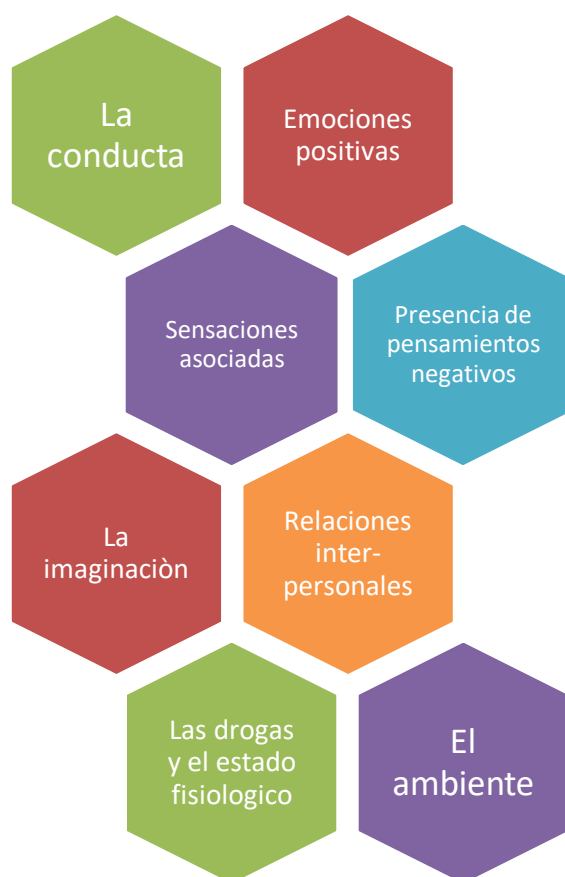 La
conducta
Emociones
positivas
Sensaciones
asociadas
Presencia de
pensamientos
negativos
La
imaginaciòn
Relaciones
inter-
personales
Las drogas
y el estado
fisiologico
El
ambiente